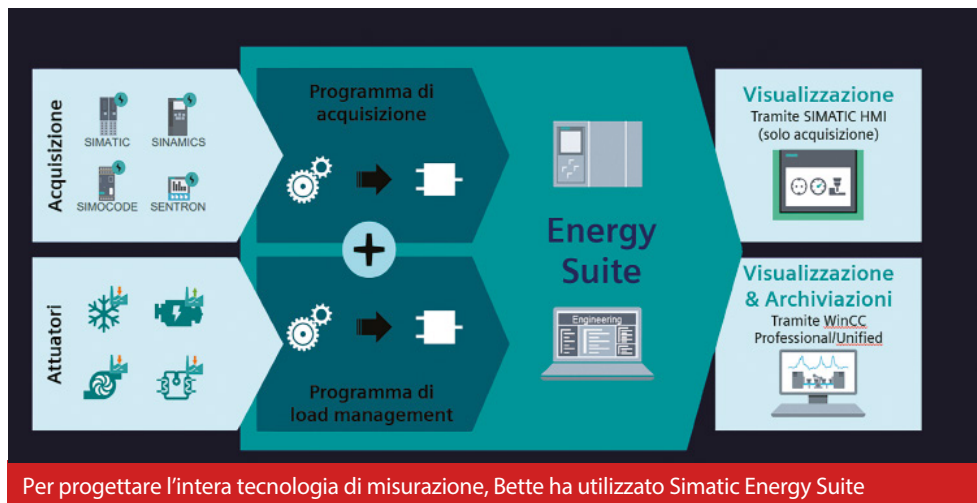 Acquisizione
SIMATIC
SINAMICS
SIMOCODE
SENTRON
Attuatori
Programma di
acquisizione
Programma di
load management
Energy
Suite
Engineering
Visualizzazione
Tramite SIMATIC HMI
(solo acquisizione)
Visualizzazione
& Archiviazioni
Tramite WinCC
Professional/Unified
Per progettare l’intera tecnologia di misurazione, Bette ha utilizzato Simatic Energy Suite